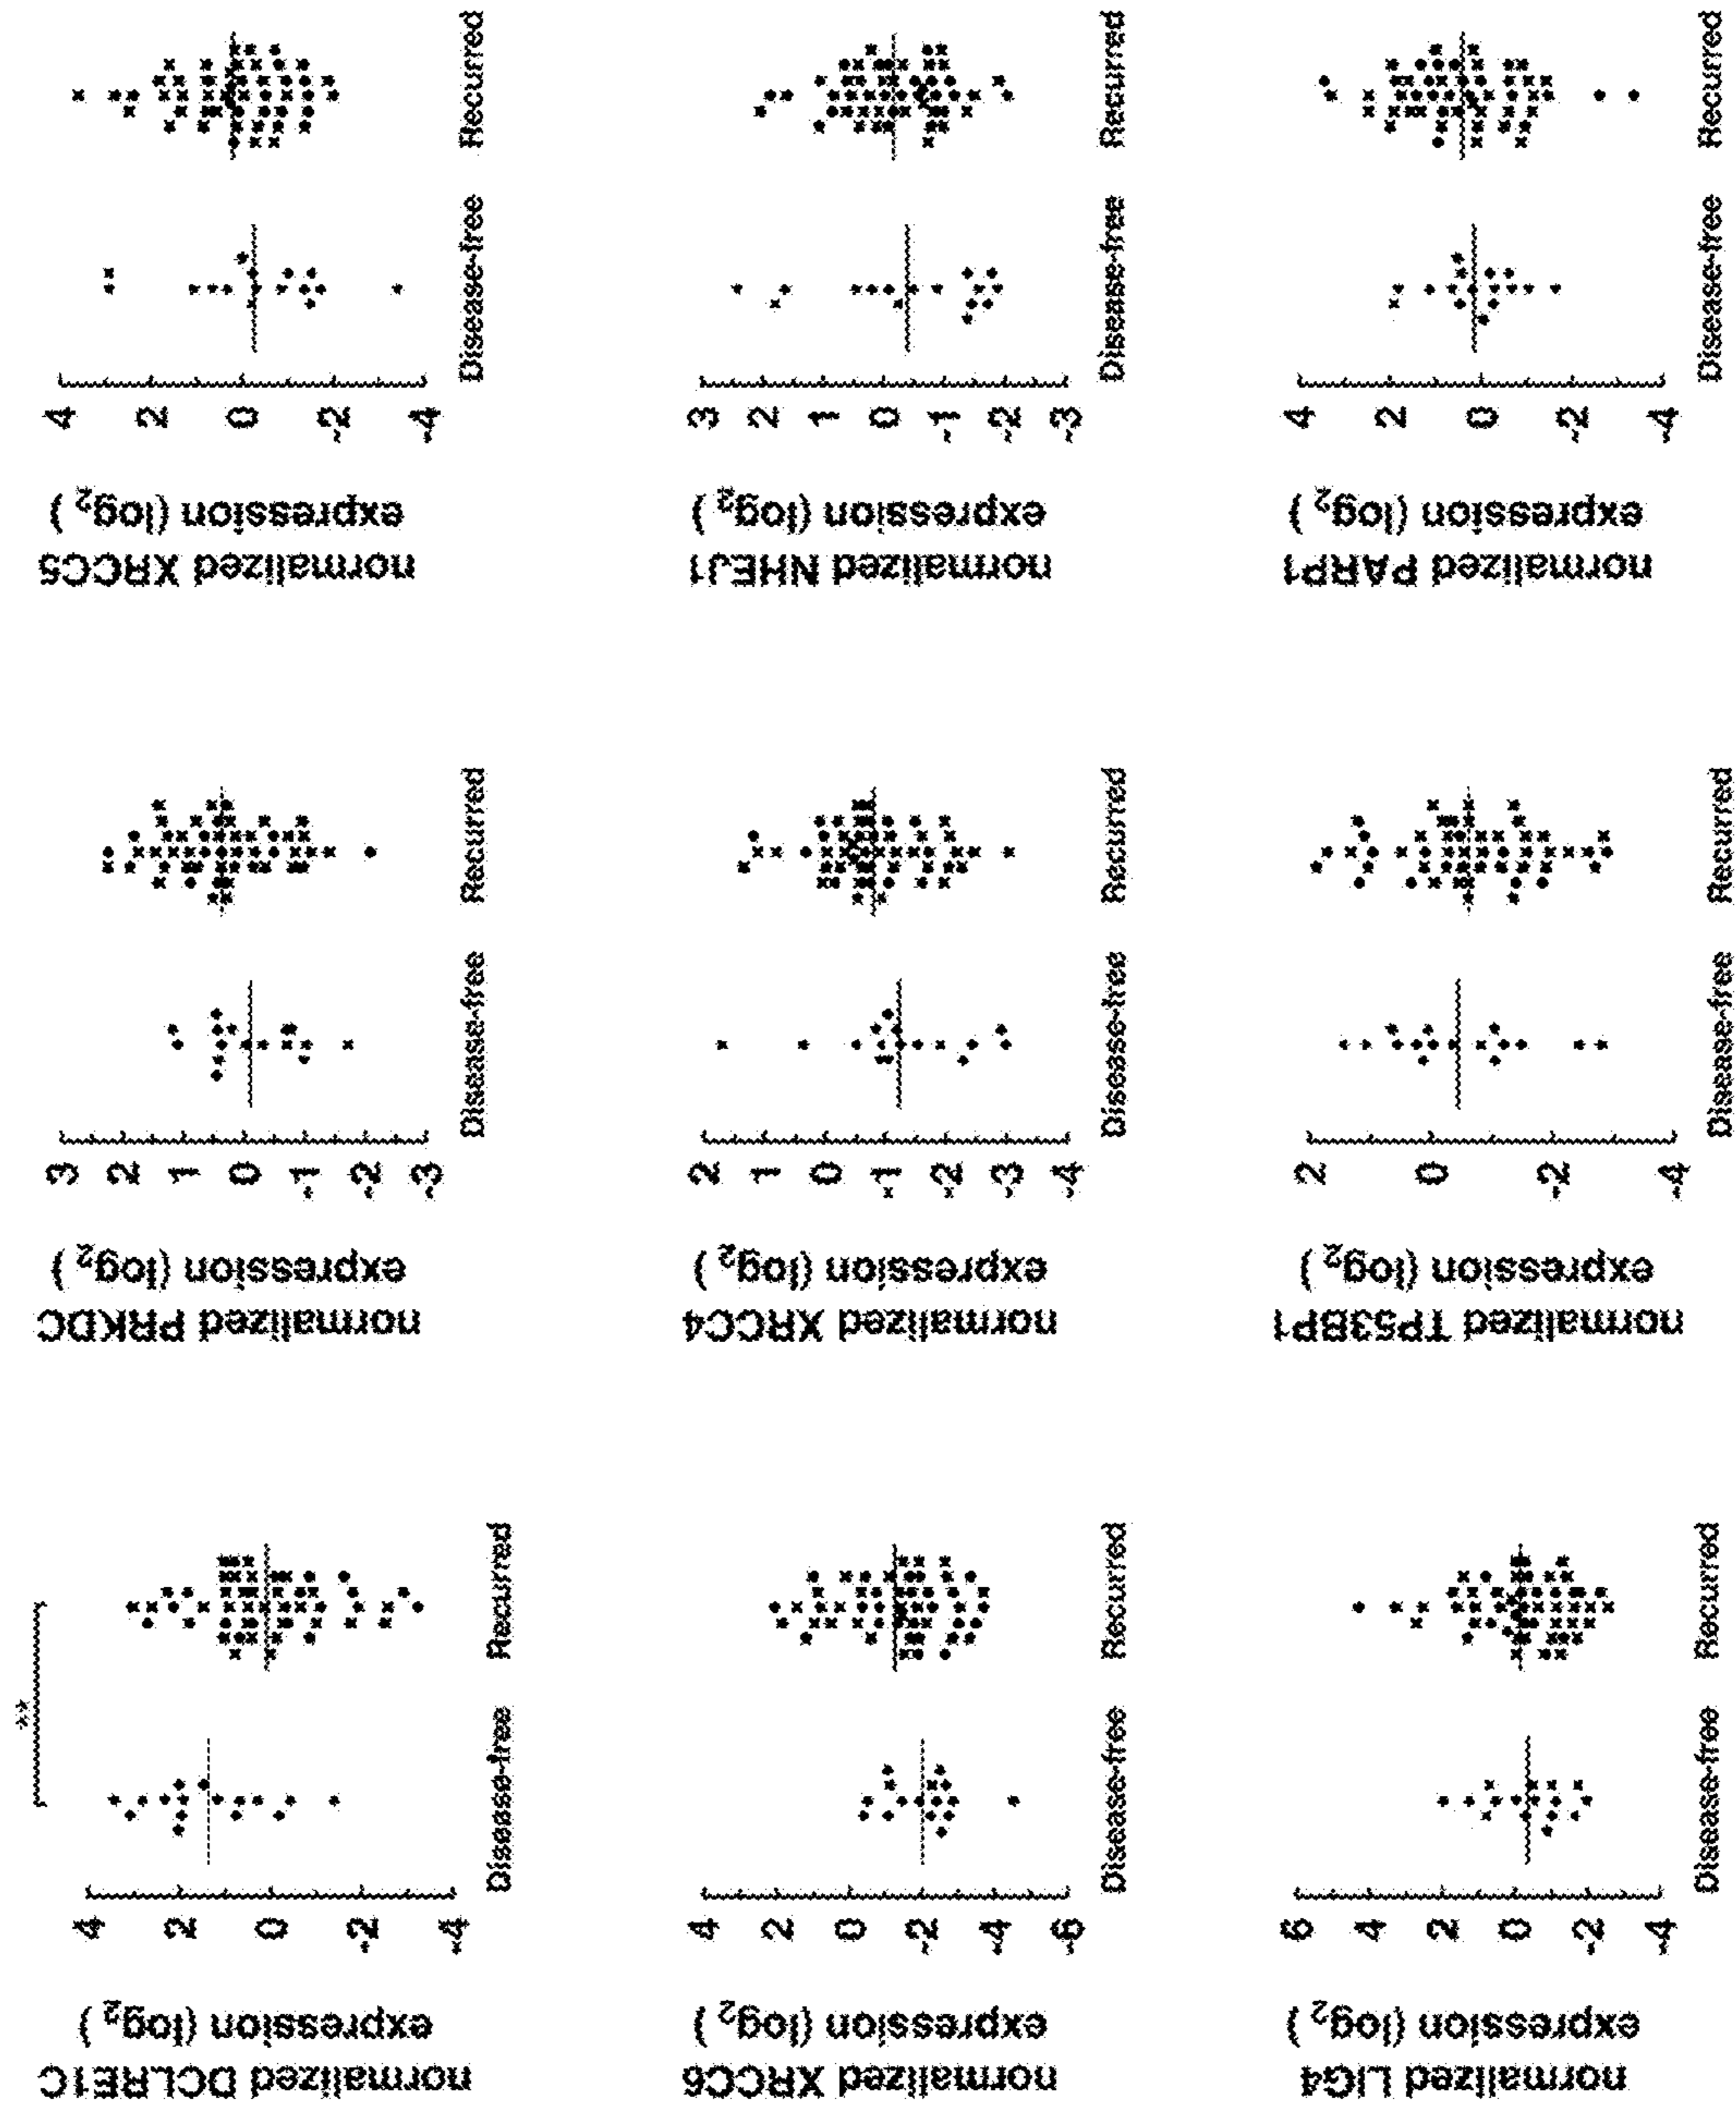 **
normalized DCLRE1C
expression (log2)
4
2
0
-2
-4
Disease-free
Recurred
normalized PRKDC
expression (log2)
3
2
1
0
-1
-2
-3
Disease-free
Recurred
normalized XRCC5
expression (log2)
4
2
0
-2
-4
Disease-free
Recurred
normalized XRCC6
expression (log2)
4
2
0
-2
-4
-6
Disease-free
Recurred
normalized XRCC4
expression (log2)
2
1
0
-1
-2
-3
-4
Disease-free
Recurred
normalized NHEJ1
expression (log2)
3
2
1
0
-1
-2
-3
Disease-free
Recurred
normalized LIG4
expression (log2)
6
4
2
0
-2
-4
Disease-free
Recurred
normalized TP53BP1
expression (log2)
2
0
-2
-4
Disease-free
Recurred
normalized PARP1
expression (log2)
4
2
0
-2
-4
Disease-free
Recurred